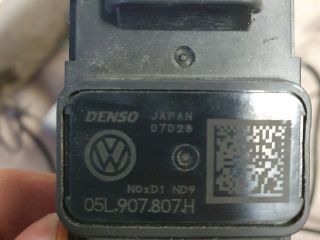 DENSO JAPAN
07D28
N0xD1 ND9
05L.907.807.H